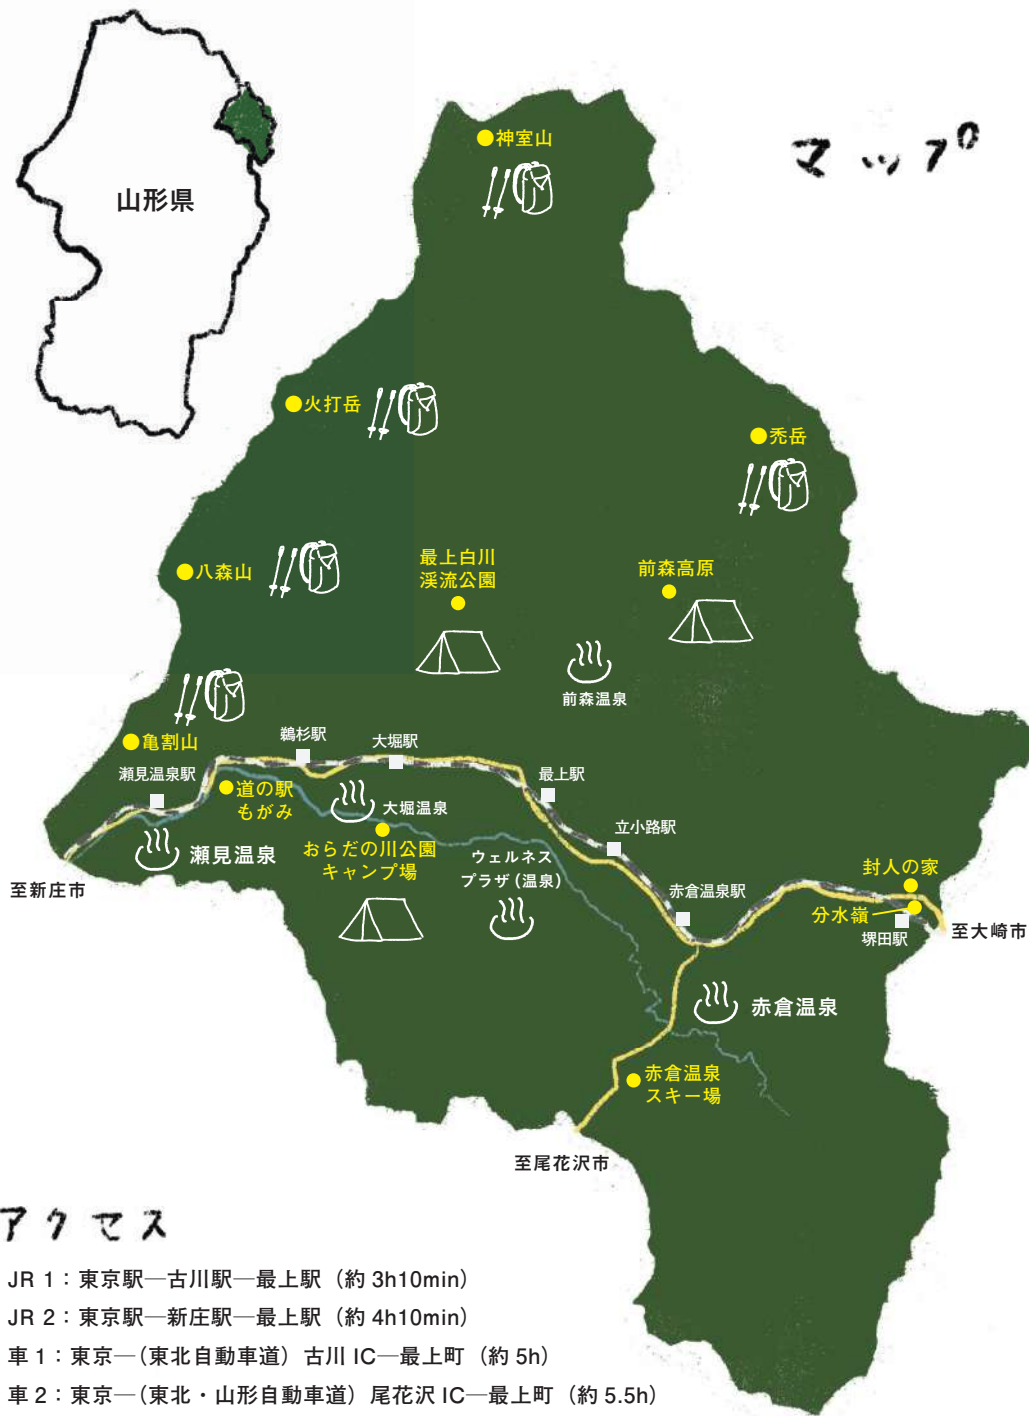 マップ
山形県
神室山
火打岳
禿岳
八森山
最上白川
渓流公園
前森高原
前森温泉
亀割山
鵜杉駅
大堀駅
瀬見温泉駅
道の駅
もがみ
最上駅
大堀温泉
立小路駅
瀬見温泉
おらだの川公園
キャンプ場
ウェルネス
プラザ(温泉)
封人の家
至新庄市
赤倉温泉駅
分水嶺
堺田駅
至大崎市
赤倉温泉
赤倉温泉
スキー場
至尾花沢市
アクセス
JR 1：東京駅―古川駅―最上駅（約 3h10min）
JR 2：東京駅―新庄駅―最上駅（約 4h10min）
車 1：東京―（東北自動車道）古川 IC―最上町（約 5h）
車 2：東京―（東北・山形自動車道）尾花沢 IC―最上町（約 5.5h）